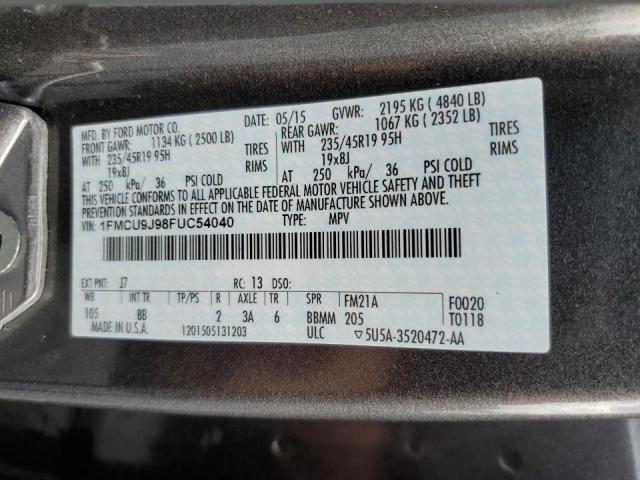 MFD. BY FORD MOTOR CO. DATE: 05/15 GVWR: 2195 KG ( 4840 LB)
FRONT GAWR: 1134 KG ( 2500 LB) REAR GAWR: 1067 KG ( 2352 LB)
WITH 235/45R19 95H TIRES WITH 235/45R19 95H TIRES
19x8J RIMS 19x8J RIMS
AT 250 kPa/ 36 PSI COLD AT 250 kPa/ 36 PSI COLD
THIS VEHICLE CONFORMS TO ALL APPLICABLE FEDERAL MOTOR VEHICLE SAFETY AND THEFT
PREVENTION STANDARDS IN EFFECT ON THE DATE OF MANUFACTURE SHOWN ABOVE.
VIN: 1FMCU9J98FUC54040 TYPE: MPV
EXT PNT: J7 RC: 13 DSO:
WB INT TR TP/PS R AXLE TR SPR FM21A F0020
105 BB 2 3A 6 BBMM 205 T0118
MADE IN U.S.A. 1201505131203 ULC ▽5U5A-3520472-AA